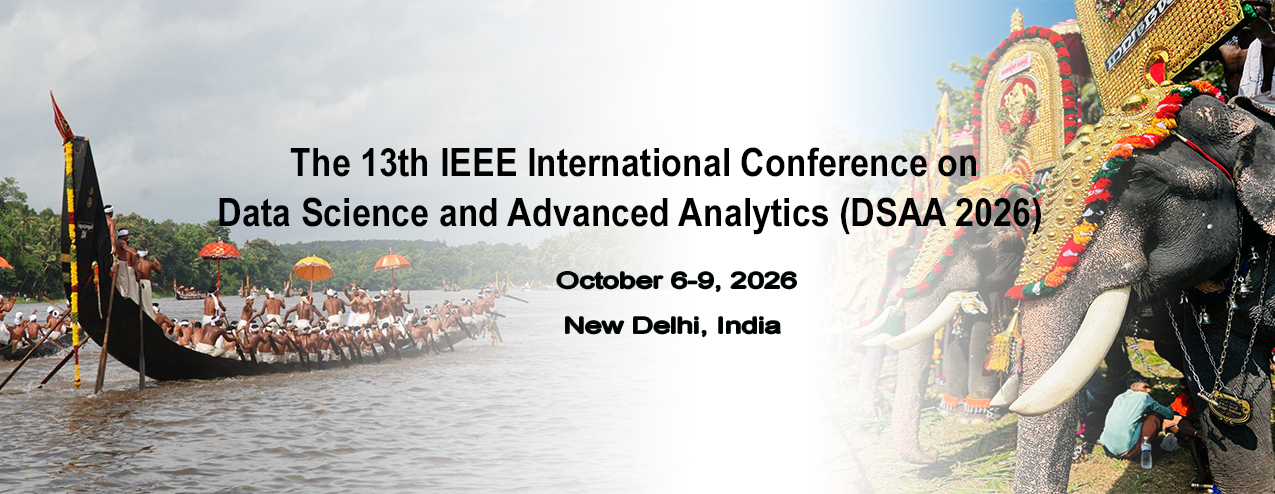 The 13th IEEE International Conference on
Data Science and Advanced Analytics (DSAA 2026)
October 6-9, 2026
New Delhi, India